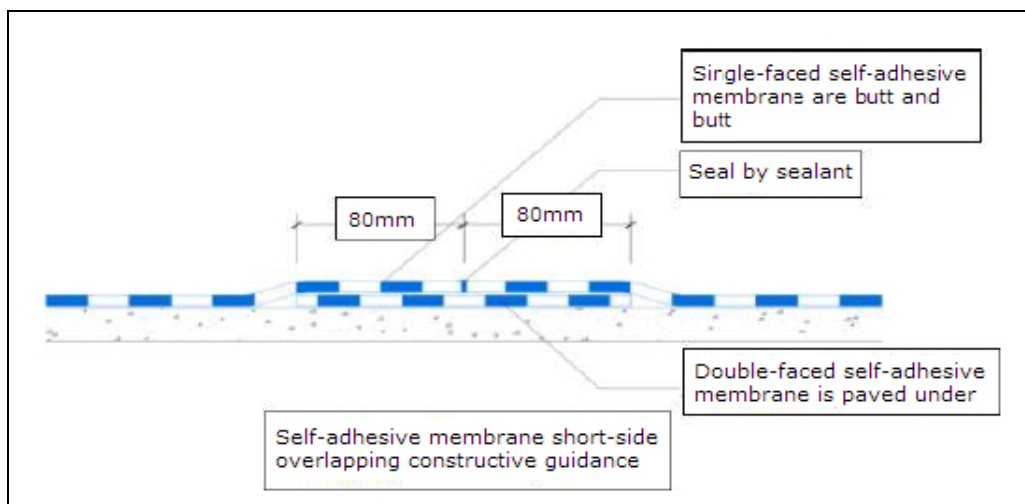 Single-faced self-adhesive
membrane are butt and
butt
Seal by sealant
80mm
80mm
Double-faced self-adhesive
membrane is paved under
Self-adhesive membrane short-side
overlapping constructive guidance